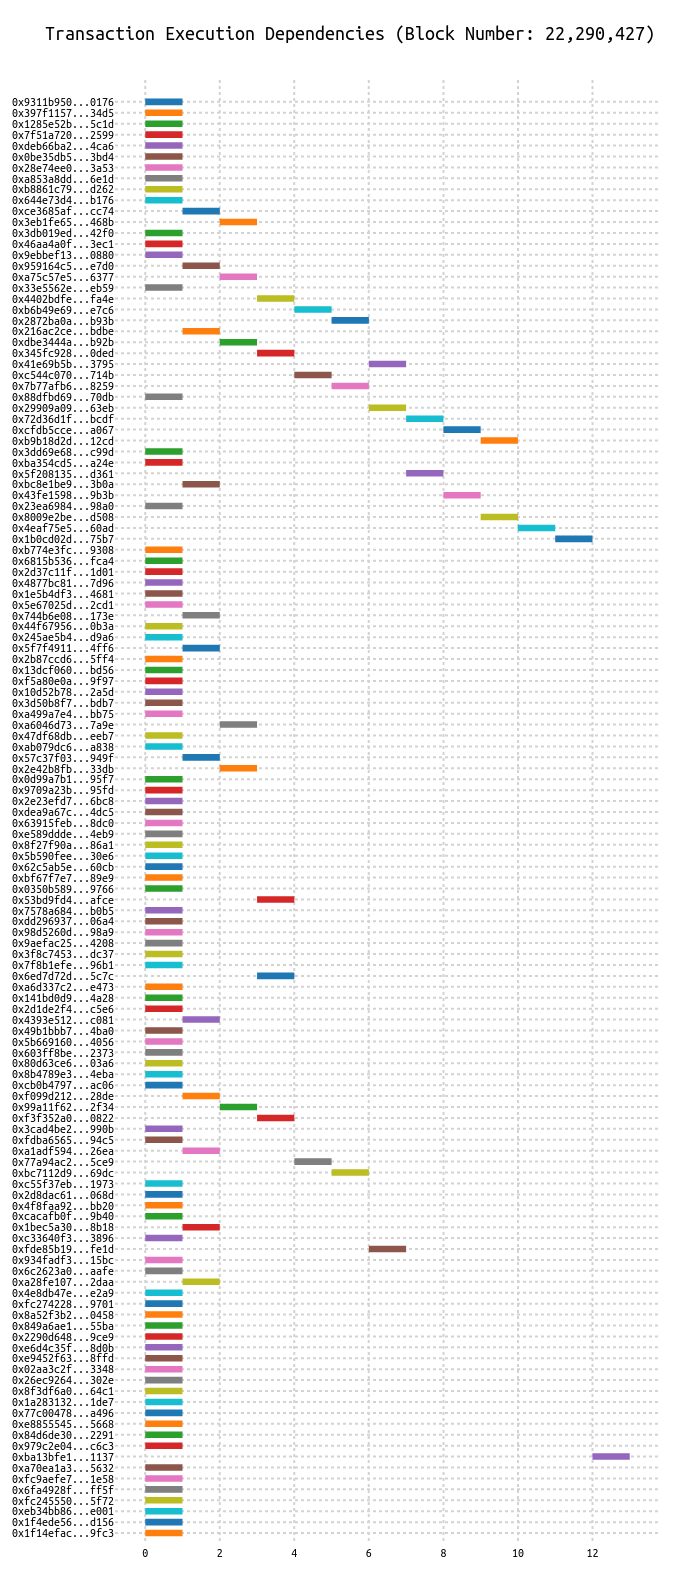 Transaction Execution Dependencies (Block Number: 22,290,427)
0x9311b950...0176
0x397f1157...34d5
0x1285e52b...5c1d
0x7f51a720...2599
0xdeb66ba2...4ca6
0x0be35db5...3bd4
0x28e74ee0...3a53
0xa853a8dd...6e1d
0xb8861c79...d262
0x644e73d4...b176
0xce3685af...cc74
0x3eb1fe65...468b
0x3db019ed...42f0
0x46aa4a0f...3ec1
0x9ebbef13...0880
0x959164c5...e7d0
0xa75c57e5...6377
0x33e5562e...eb59
0x4402bdfe...fa4e
0xb6b49e69...e7c6
0x2872ba0a...b93b
0x216ac2ce...bdbe
0xdbe3444a...b92b
0x345fc928...0ded
0x41e69b5b...3795
0xc544c070...714b
0x7b77afb6...8259
0x88dfbd69...70db
0x29909a09...63eb
0x72d36d1f...bcdf
0xcfdb5cce...a067
0xb9b18d2d...12cd
0x3dd69e68...c99d
0xba354cd5...a24e
0x5f208135...d361
0xbc8e1be9...3b0a
0x43fe1598...9b3b
0x23ea6984...98a0
0x8009e2be...d508
0x4eaf75e5...60ad
0x1b0cd02d...75b7
0xb774e3fc...9308
0x6815b536...fca4
0x2d37c11f...1d01
0x4877bc81...7d96
0x1e5b4df3...4681
0x5e67025d...2cd1
0x744b6e08...173e
0x44f67956...0b3a
0x245ae5b4...d9a6
0x5f7f4911...4ff6
0x2b87ccd6...5ff4
0x13dcf060...bd56
0xf5a80e0a...9f97
0x10d52b78...2a5d
0x3d50b8f7...bdb7
0xa499a7e4...bb75
0xa6046d73...7a9e
0x47df68db...eeb7
0xab079dc6...a838
0x57c37f03...949f
0x2e42b8fb...33db
0x0d99a7b1...95f7
0x9709a23b...95fd
0x2e23efd7...6bc8
0xdea9a67c...4dc5
0x63915feb...8dc0
0xe589ddde...4eb9
0x8f27f90a...86a1
0x5b590fee...30e6
0x62c5ab5e...60cb
0xbf67f7e7...89e9
0x0350b589...9766
0x53bd9fd4...afce
0x7578a684...b0b5
0xdd296937...06a4
0x98d5260d...98a9
0x9aefac25...4208
0x3f8c7453...dc37
0x7f8b1efe...96b1
0x6ed7d72d...5c7c
0xa6d337c2...e473
0x141bd0d9...4a28
0x2d1de2f4...c5e6
0x4393e512...c081
0x49b1bbb7...4ba0
0x5b669160...4056
0x603ff8be...2373
0x80d63ce6...03a6
0x8b4789e3...4eba
0xcb0b4797...ac06
0xf099d212...28de
0x99a11f62...2f34
0xf3f352a0...0822
0x3cad4be2...990b
0xfdba6565...94c5
0xa1adf594...26ea
0x77a94ac2...5ce9
0xbc7112d9...69dc
0xc55f37eb...1973
0x2d8dac61...068d
0x4f8faa92...bb20
0xcacafb0f...9b40
0x1bec5a30...8b18
0xc33640f3...3896
0xfde85b19...fe1d
0x934fadf3...15bc
0x6c2623a0...aafe
0xa28fe107...2daa
0x4e8db47e...e2a9
0xfc274228...9701
0x8a52f3b2...0458
0x849a6ae1...55ba
0x2290d648...9ce9
0xe6d4c35f...8d0b
0xe9452f63...8ffd
0x02aa3c2f...3348
0x26ec9264...302e
0x8f3df6a0...64c1
0x1a283132...1de7
0x77c00478...a496
0xe8855545...5668
0x84d6de30...2291
0x979c2e04...c6c3
0xba13bfe1...1137
0xa70ea1a3...5632
0xfc9aefe7...1e58
0x6fa4928f...ff5f
0xfc245550...5f72
0xeb34bb86...e001
0x1f4ede56...d156
0x1f14efac...9fc3
0 2 4 6 8 10 12